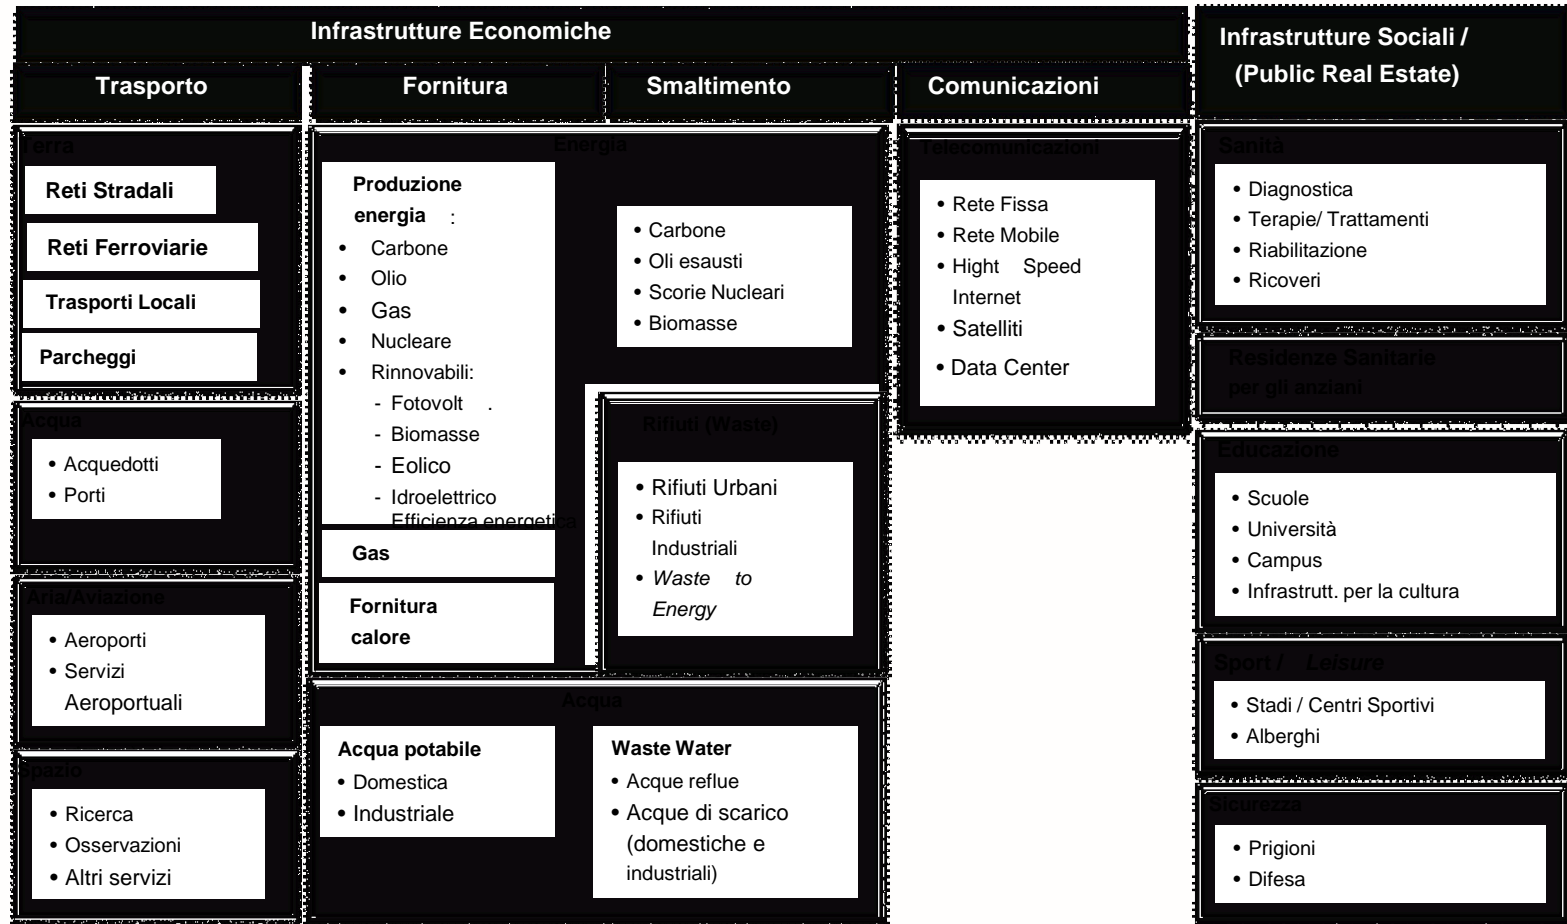 Infrastrutture Economiche
Infrastrutture Sociali /
(Public Real Estate)
Trasporto
Fornitura
Smaltimento
Comunicazioni
Terra
Reti Stradali
Reti Ferroviarie
Trasporti Locali
Parcheggi
Acqua
• Acquedotti
• Porti
Aria/Aviazione
• Aeroporti
• Servizi
Aeroportuali
Spazio
• Ricerca
• Osservazioni
• Altri servizi
Energia
Produzione
energia :
• Carbone
• Olio
• Gas
• Nucleare
• Rinnovabili:
- Fotovolt .
- Biomasse
- Eolico
- Idroelettrico
Efficienza energetica
Gas
Fornitura
calore
• Carbone
• Oli esausti
• Scorie Nucleari
• Biomasse
Rifiuti (Waste)
• Rifiuti Urbani
• Rifiuti
Industriali
• Waste to
Energy
Acqua
Acqua potabile
• Domestica
• Industriale
Waste Water
• Acque reflue
• Acque di scarico
(domestiche e
industriali)
Telecomunicazioni
• Rete Fissa
• Rete Mobile
• Hight Speed
Internet
• Satelliti
• Data Center
Sanità
• Diagnostica
• Terapie/ Trattamenti
• Riabilitazione
• Ricoveri
Residenze Sanitarie
per gli anziani
Educazione
• Scuole
• Università
• Campus
• Infrastrutt. per la cultura
Sport / Leisure
• Stadi / Centri Sportivi
• Alberghi
Sicurezza
• Prigioni
• Difesa